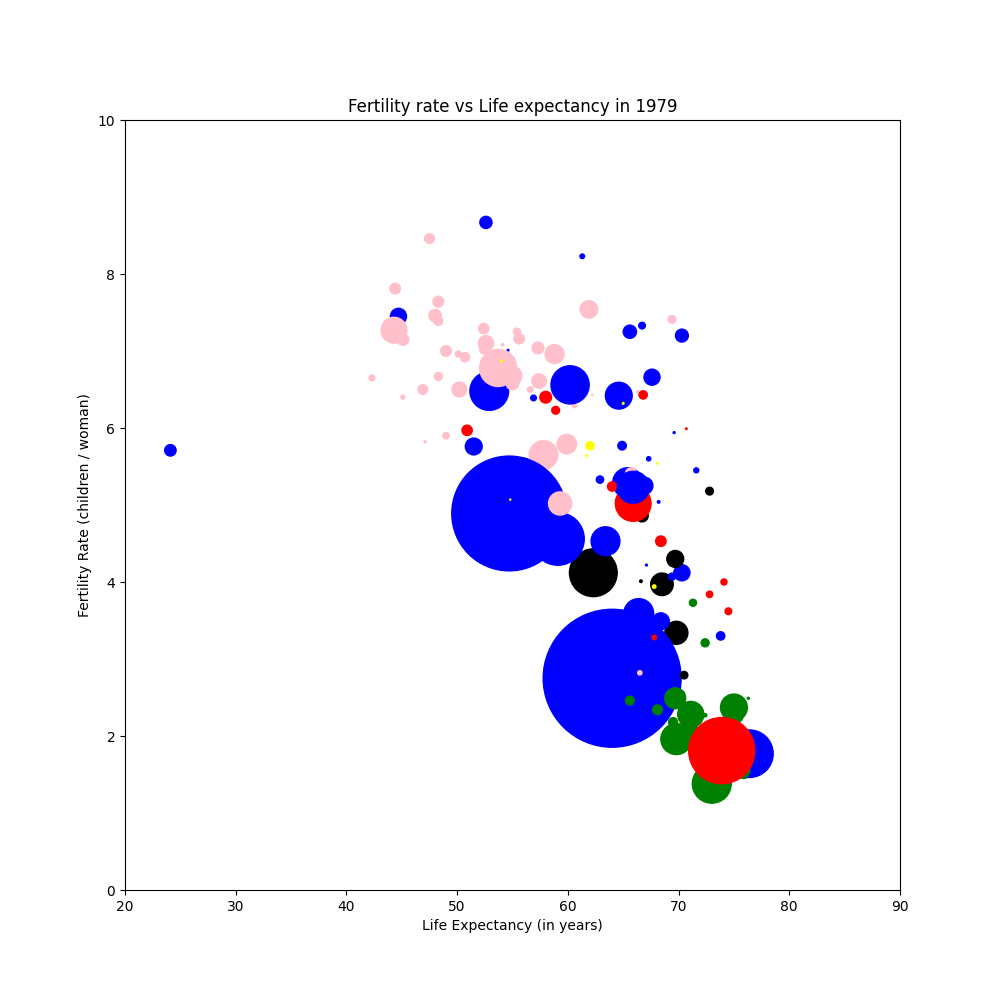 Fertility rate vs Life expectancy in 1979
10
8
6
4
2
0
Fertility Rate (children / woman)
20 30 40 50 60 70 80 90
Life Expectancy (in years)